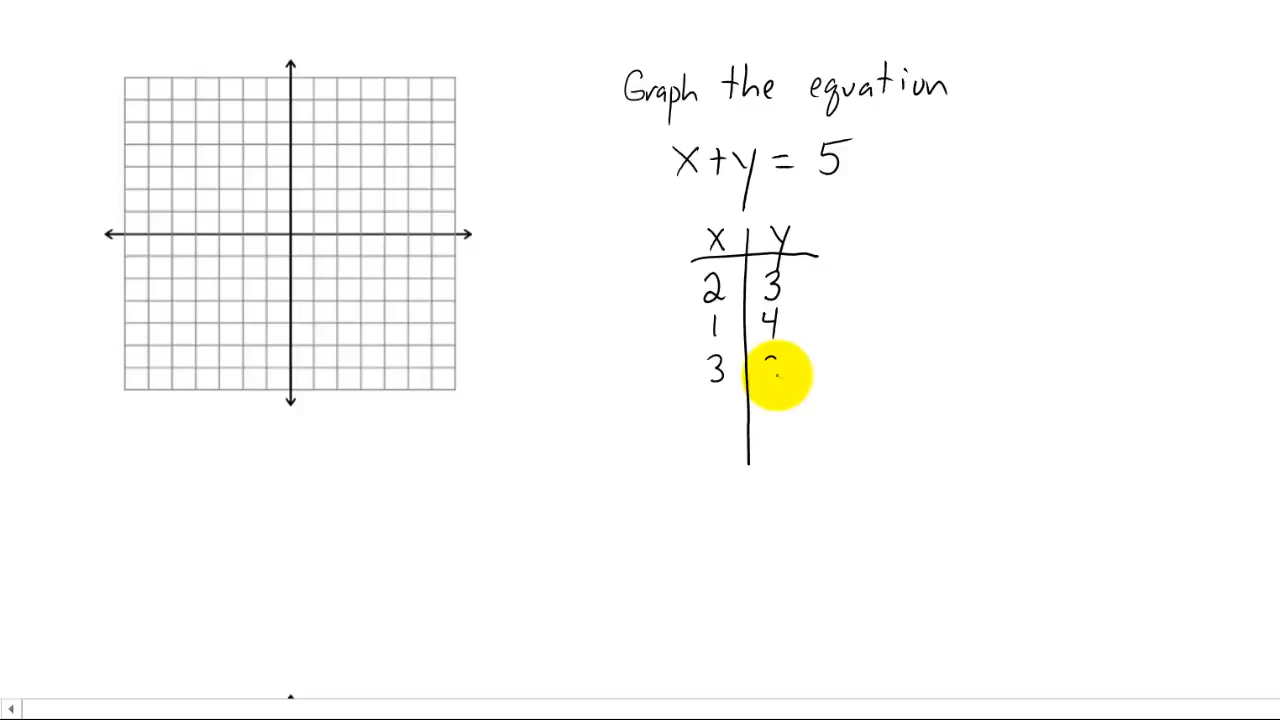 Graph the equation
x+y = 5
x y
2 3
1 4
3